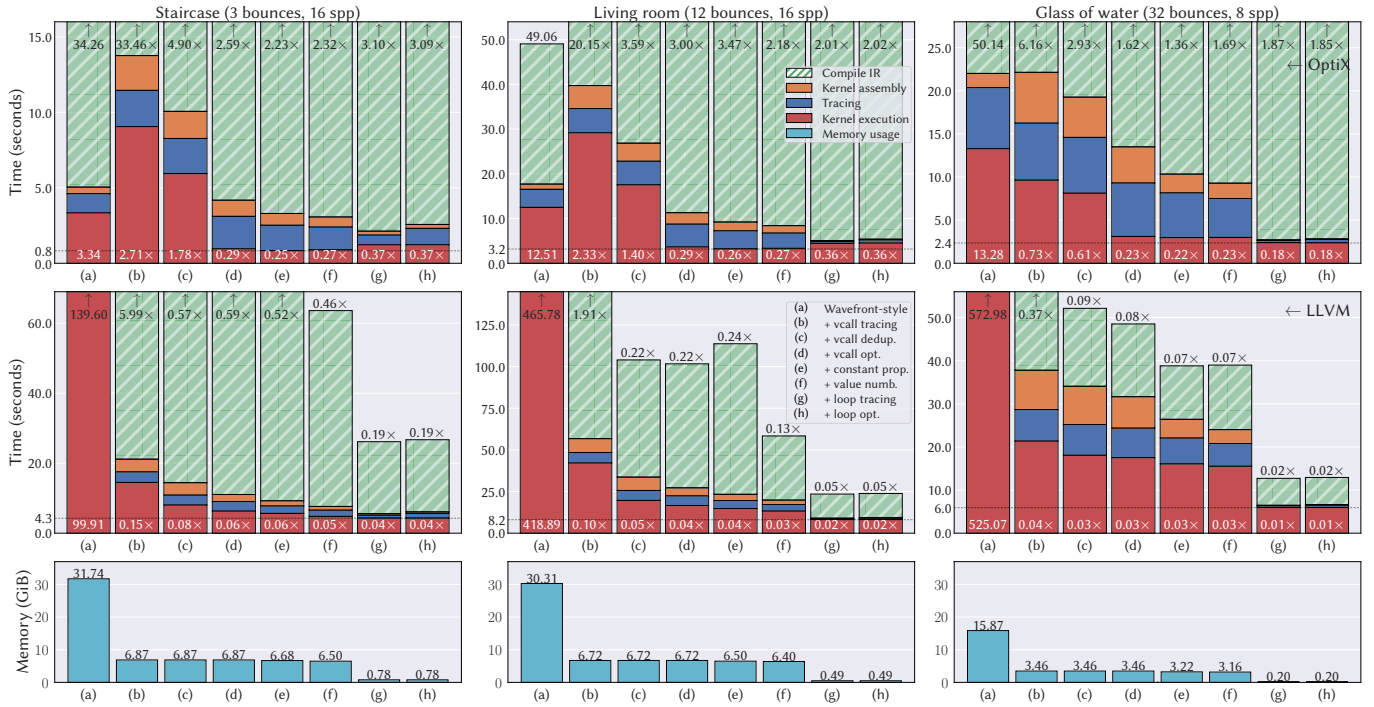 Staircase (3 bounces, 16 spp)
Living room (12 bounces, 16 spp)
Glass of water (32 bounces, 8 spp)
Time (seconds)
15.0
10.0
5.0
0.8
0.0
↑ ↑ ↑ ↑ ↑ ↑ ↑ ↑
34.26 33.46× 4.90× 2.59× 2.23× 2.32× 3.10× 3.09×
3.34 2.71× 1.78× 0.29× 0.25× 0.27× 0.37× 0.37×
(a) (b) (c) (d) (e) (f) (g) (h)
50.0
40.0
30.0
20.0
10.0
3.2
0.0
↑ ↑ ↑ ↑ ↑ ↑ ↑
49.06 20.15× 3.59× 3.00× 3.47× 2.18× 2.01× 2.02×
Compile IR
Kernel assembly
Tracing
Kernel execution
Memory usage
12.51 2.33× 1.40× 0.29× 0.26× 0.27× 0.36× 0.36×
(a) (b) (c) (d) (e) (f) (g) (h)
25.0
20.0
15.0
10.0
5.0
2.4
0.0
↑ ↑ ↑ ↑ ↑ ↑ ↑ ↑
50.14 6.16× 2.93× 1.62× 1.36× 1.69× 1.87× 1.85×
← OptiX
13.28 0.73× 0.61× 0.23× 0.22× 0.23× 0.18× 0.18×
(a) (b) (c) (d) (e) (f) (g) (h)
Time (seconds)
60.0
40.0
20.0
4.3
0.0
↑ ↑ ↑ ↑ ↑
139.60 5.99× 0.57× 0.59× 0.52× 0.46× 0.19× 0.19×
99.91 0.15× 0.08× 0.06× 0.06× 0.05× 0.04× 0.04×
(a) (b) (c) (d) (e) (f) (g) (h)
125.0
100.0
75.0
50.0
25.0
8.2
0.0
↑ ↑
465.78 1.91× 0.22× 0.22× 0.24× 0.13× 0.05× 0.05×
(a) Wavefront-style
(b) + vcall tracing
(c) + vcall dedup.
(d) + vcall opt.
(e) + constant prop.
(f) + value numb.
(g) + loop tracing
(h) + loop opt.
418.89 0.10× 0.05× 0.04× 0.04× 0.03× 0.02× 0.02×
(a) (b) (c) (d) (e) (f) (g) (h)
50.0
40.0
30.0
20.0
10.0
6.0
0.0
↑ ↑
572.98 0.37× 0.09× 0.08× 0.07× 0.07× 0.02× 0.02×
← LLVM
525.07 0.04× 0.03× 0.03× 0.03× 0.03× 0.01× 0.01×
(a) (b) (c) (d) (e) (f) (g) (h)
Memory (GiB)
30
20
10
0
31.74 6.87 6.87 6.87 6.68 6.50 0.78 0.78
(a) (b) (c) (d) (e) (f) (g) (h)
30
20
10
0
30.31 6.72 6.72 6.72 6.50 6.40 0.49 0.49
(a) (b) (c) (d) (e) (f) (g) (h)
30
20
10
0
15.87 3.46 3.46 3.46 3.22 3.16 0.20 0.20
(a) (b) (c) (d) (e) (f) (g) (h)